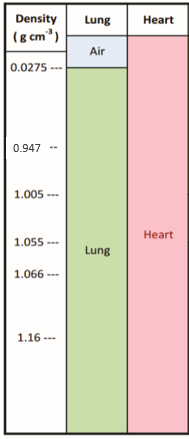 Density Lung Heart
( g cm⁻³ )
Air
0.0275 ---
0.947 --
1.005 ---
Heart
1.055 ---
Lung
1.066 ---
1.16 ---